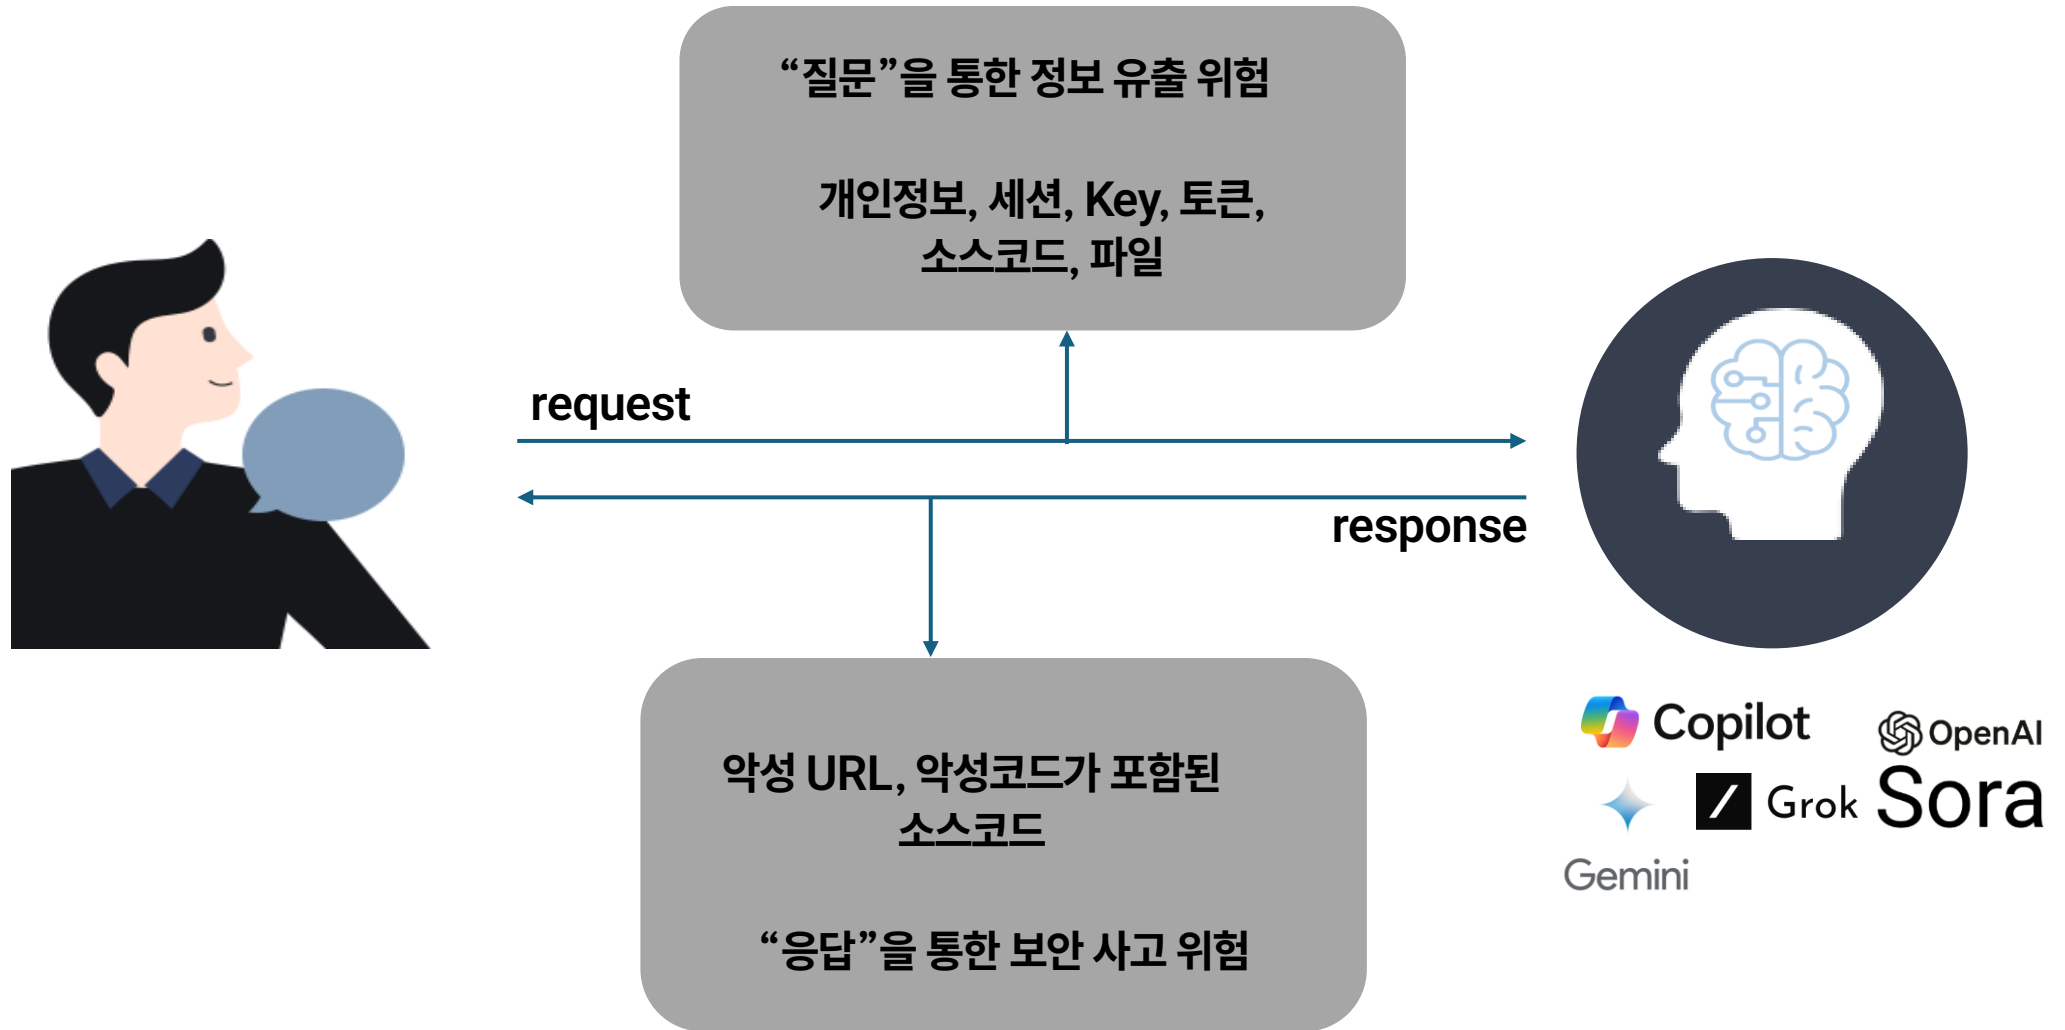 “질문”을 통한 정보 유출 위험
개인정보, 세션, Key, 토큰,
소스코드, 파일
request
response
악성 URL, 악성코드가 포함된
소스코드
“응답”을 통한 보안 사고 위험
Copilot
OpenAI
Grok
Sora
Gemini